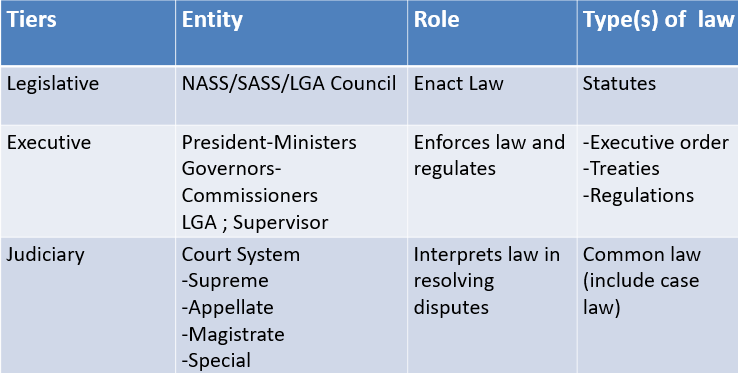 Tiers
Entity
Role
Type(s) of law
Legislative
NASS/SASS/LGA Council
Enact Law
Statutes
Executive
President-Ministers
Governors-
Commissioners
LGA ; Supervisor
Enforces law and
regulates
-Executive order
-Treaties
-Regulations
Judiciary
Court System
-Supreme
-Appellate
-Magistrate
-Special
Interprets law in
resolving
disputes
Common law
(include case
law)